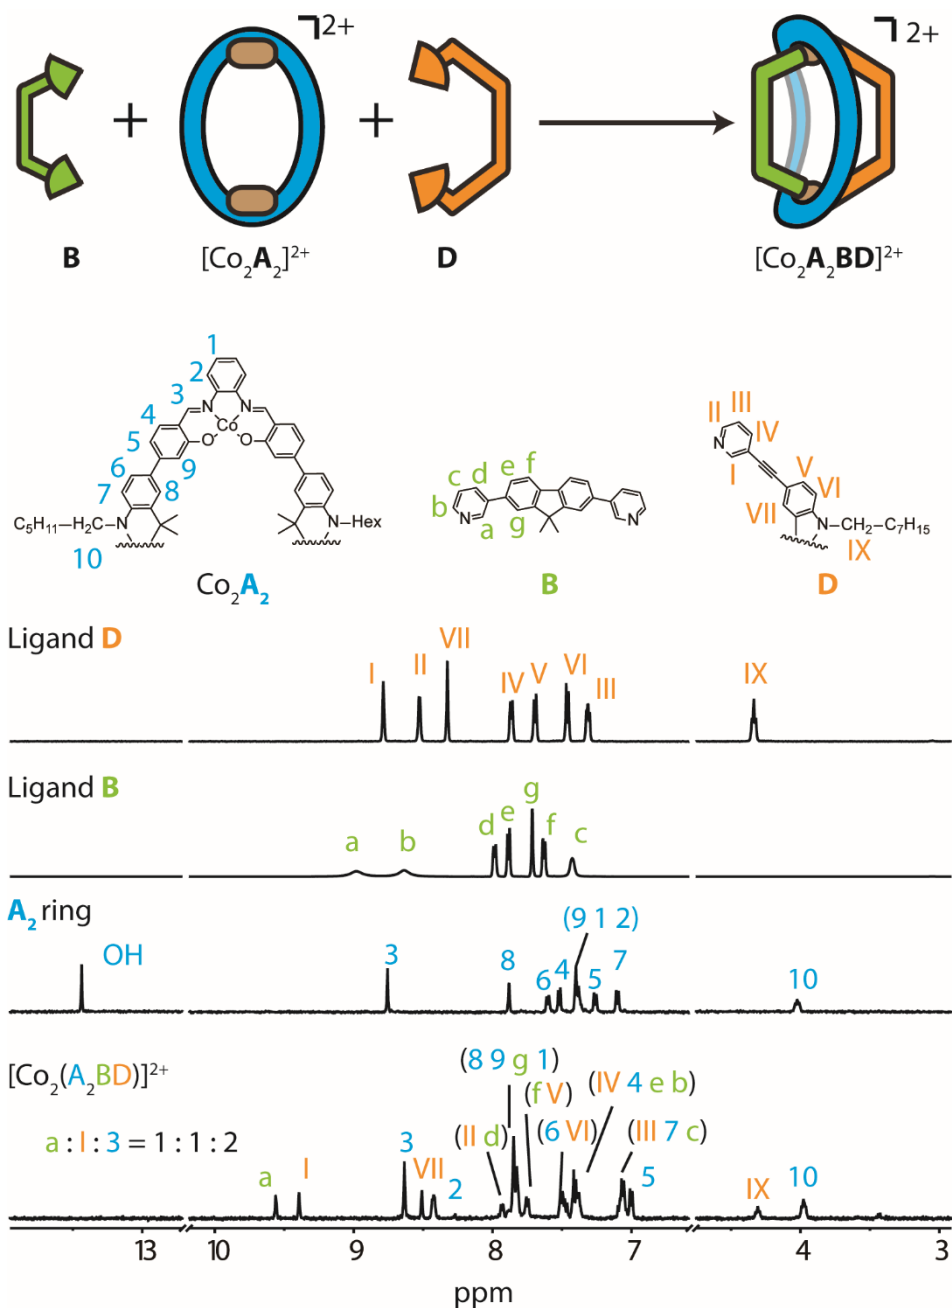 ]2+
]2+
B + [Co2A2]2+ + D → [Co2A2BD]2+
1
2
3
4
5
6
7
8
9
10
N
N
Co
O
O
C5H11−H2C−N
N−Hex
Co2A2
a
b
c
d
e
f
g
N
N
B
I
II
III
IV
V
VI
VII
IX
N
N−CH2−C7H15
D
Ligand D
I II VII IV V VI III IX
Ligand B
a b d e g f c
A2 ring
OH 3 8 6 4 (9 1 2) 5 7 10
[Co2(A2BD)]2+
a : I : 3 = 1 : 1 : 2
a I 3 VII 2 (II d) (8 9 g 1) (f V) (6 VI) (IV 4 e b) (III 7 c) 5 IX 10
13 10 9 8 7 4 3
ppm